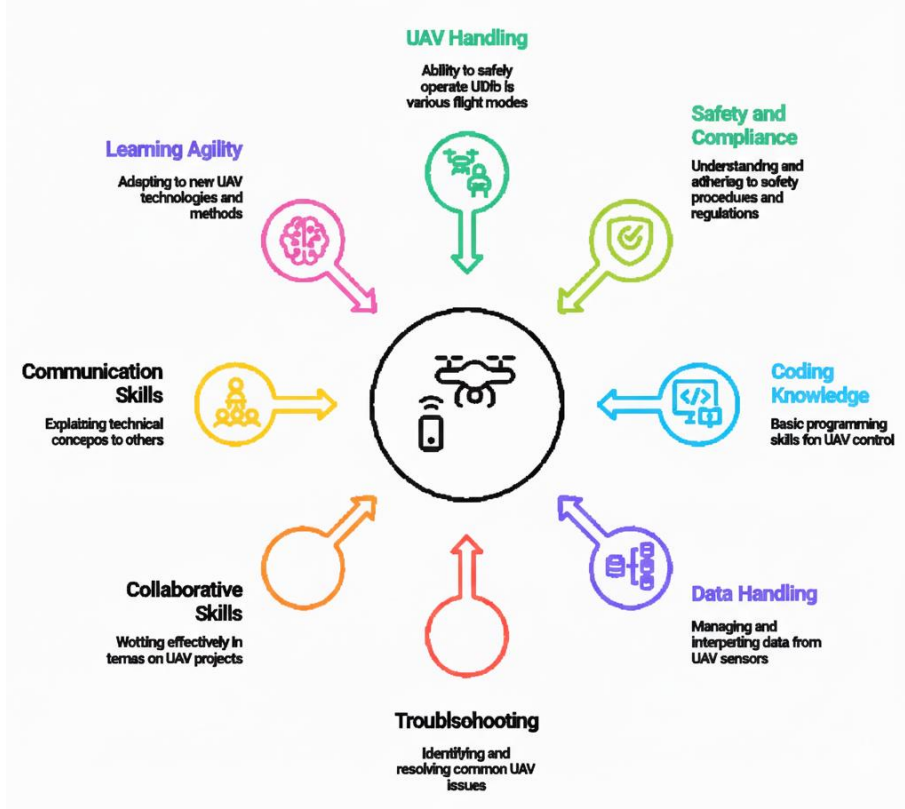 UAV Handling
Ability to safely
operate UDfb is
various flight modes
Safety and
Compliance
Understandng and
adhering to sofety
procedures and
regulations
Learning Agility
Adapting to new UAV
technologies and
methods
</>
Communication
Skills
Explaizing technical
concepos to others
Coding
Knowledge
Basic programming
skills fon UAV control
Collaborative
Skills
Wotting effectively in
temas on UAV projects
Data Handling
Managing and
interpesting data from
UAV sensors
Troublsohooting
Identifying and
resolving common UAV
issues